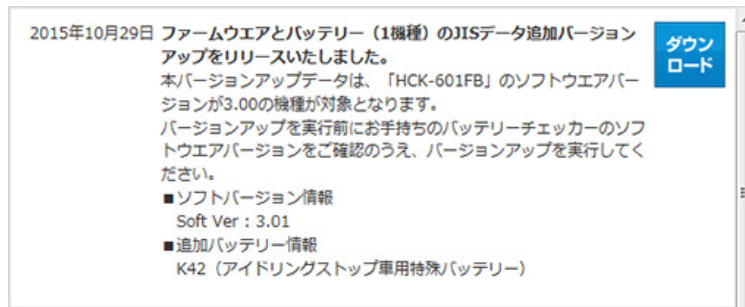 2015年10月29日 ファームウエアとバッテリー（1機種）のJISデータ追加バージョン
アップをリリースいたしました。
本バージョンアップデータは、「HCK-601FB」のソフトウエアバー
ジョンが3.00の機種が対象となります。
バージョンアップを実行前にお手持ちのバッテリーチェッカーのソフ
トウエアバージョンをご確認のうえ、バージョンアップを実行してく
ださい。
■ソフトバージョン情報
Soft Ver：3.01
■追加バッテリー情報
K42（アイドリングストップ車用特殊バッテリー）
ダウン
ロード